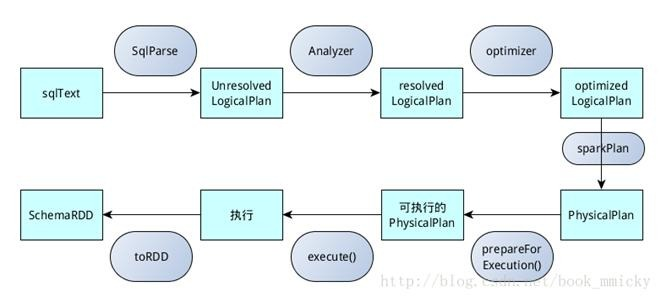 SqlParse
Analyzer
optimizer
sqlText
Unresolved
LogicalPlan
resolved
LogicalPlan
optimized
LogicalPlan
sparkPlan
SchemaRDD
执行
可执行的
PhysicalPlan
PhysicalPlan
toRDD
execute()
prepareFor
Execution()
http://blog.csdn.net/book_mmicky